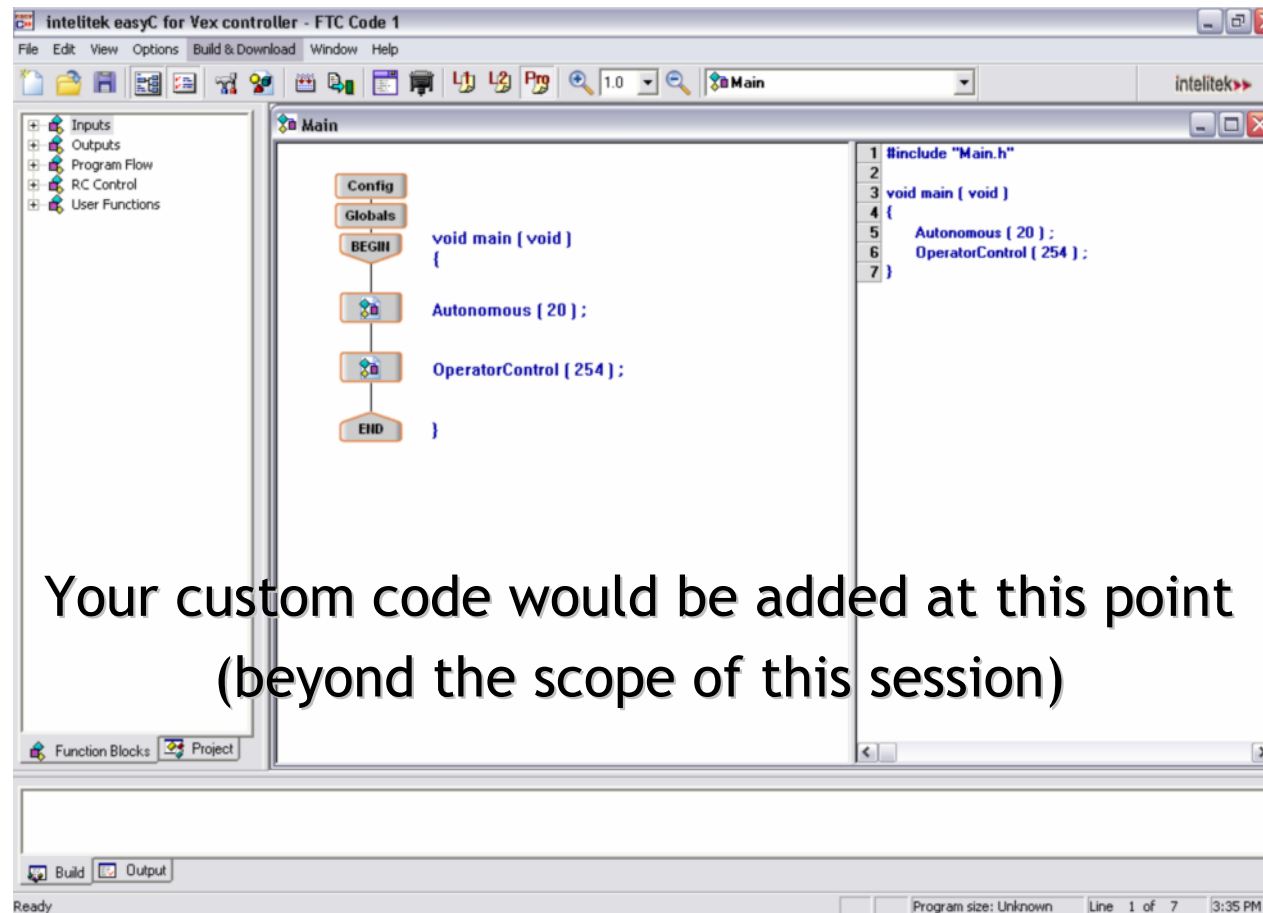 intelitek easyC for Vex controller - FTC Code 1
File Edit View Options Build & Download Window Help
L1 L2 Prg 1.0 Main intelitek
Inputs
Outputs
Program Flow
RC Control
User Functions
Function Blocks Project
Main
Config
Globals
BEGIN void main ( void )
{
Autonomous ( 20 ) ;
OperatorControl ( 254 ) ;
END }
1 #include "Main.h"
2
3 void main ( void )
4 {
5 Autonomous ( 20 ) ;
6 OperatorControl ( 254 ) ;
7 }
Your custom code would be added at this point
(beyond the scope of this session)
Build Output
Ready Program size: Unknown Line 1 of 7 3:35 PM